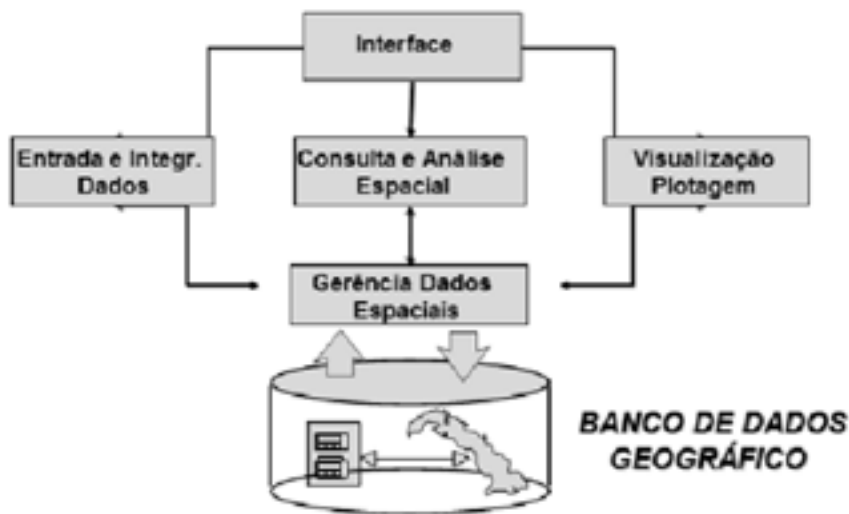 Interface
Entrada e Integr.
Dados
Consulta e Análise
Espacial
Visualização
Plotagem
Gerência Dados
Espaciais
BANCO DE DADOS
GEOGRÁFICO